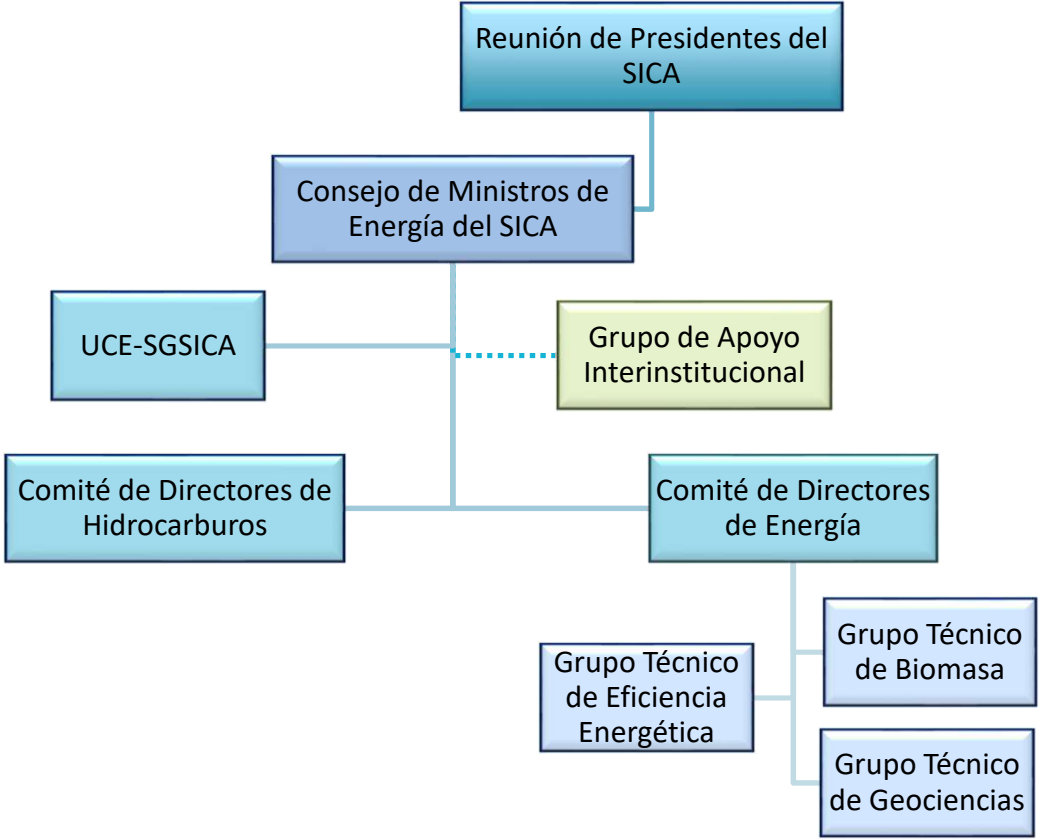 Reunión de Presidentes del
SICA
Consejo de Ministros de
Energía del SICA
UCE-SGSICA
Grupo de Apoyo
Interinstitucional
Comité de Directores de
Hidrocarburos
Comité de Directores
de Energía
Grupo Técnico
de Eficiencia
Energética
Grupo Técnico
de Biomasa
Grupo Técnico
de Geociencias